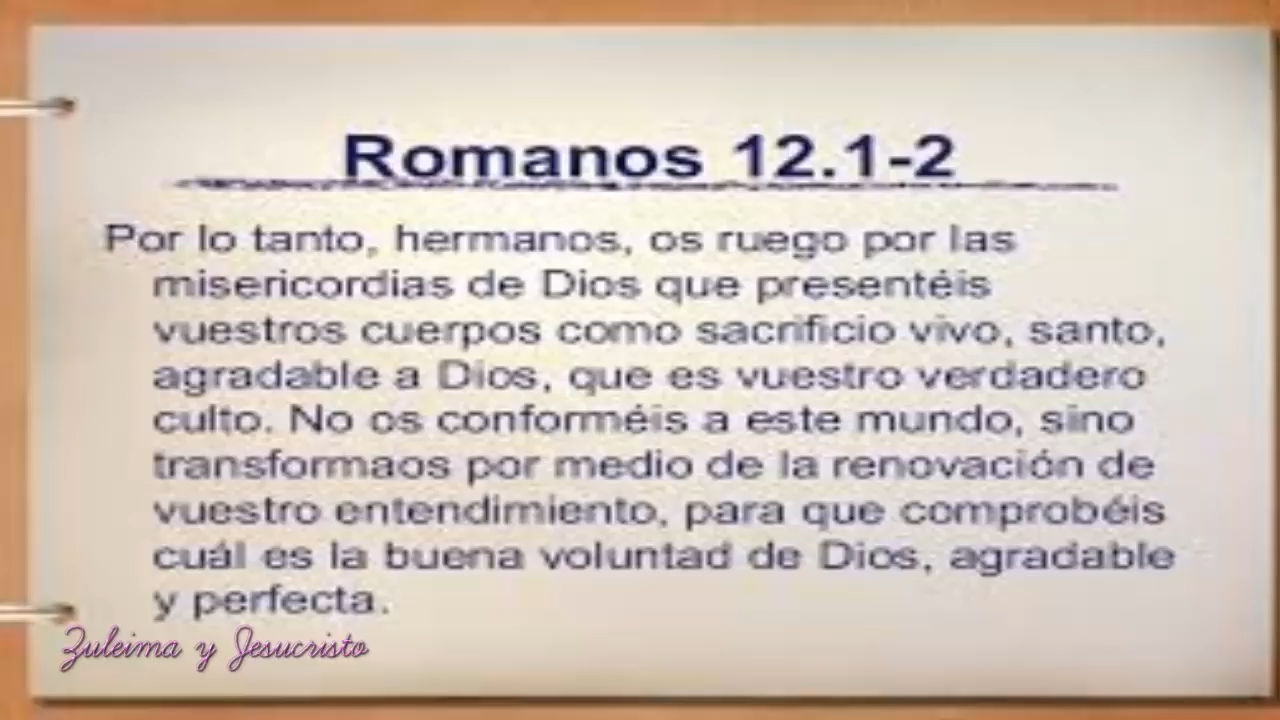 Romanos 12.1-2
Por lo tanto, hermanos, os ruego por las
misericordias de Dios que presentéis
vuestros cuerpos como sacrificio vivo, santo,
agradable a Dios, que es vuestro verdadero
culto. No os conforméis a este mundo, sino
transformaos por medio de la renovación de
vuestro entendimiento, para que comprobéis
cuál es la buena voluntad de Dios, agradable
y perfecta.
Zuleima y Jesucristo